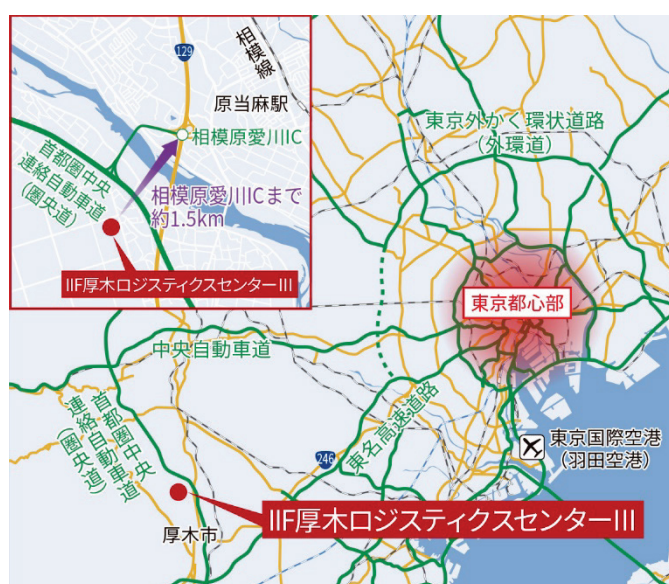 129
相模線
原当麻駅
相模原愛川IC
首都圏中央
連絡自動車道
(圏央道)
相模原愛川ICまで
約1.5km
IIF厚木ロジスティクスセンターIII
東京外かく環状道路
(外環道)
東京都心部
中央自動車道
首都圏中央
連絡自動車道
(圏央道)
東名高速道路
246
東京国際空港
(羽田空港)
IIF厚木ロジスティクスセンターIII
厚木市